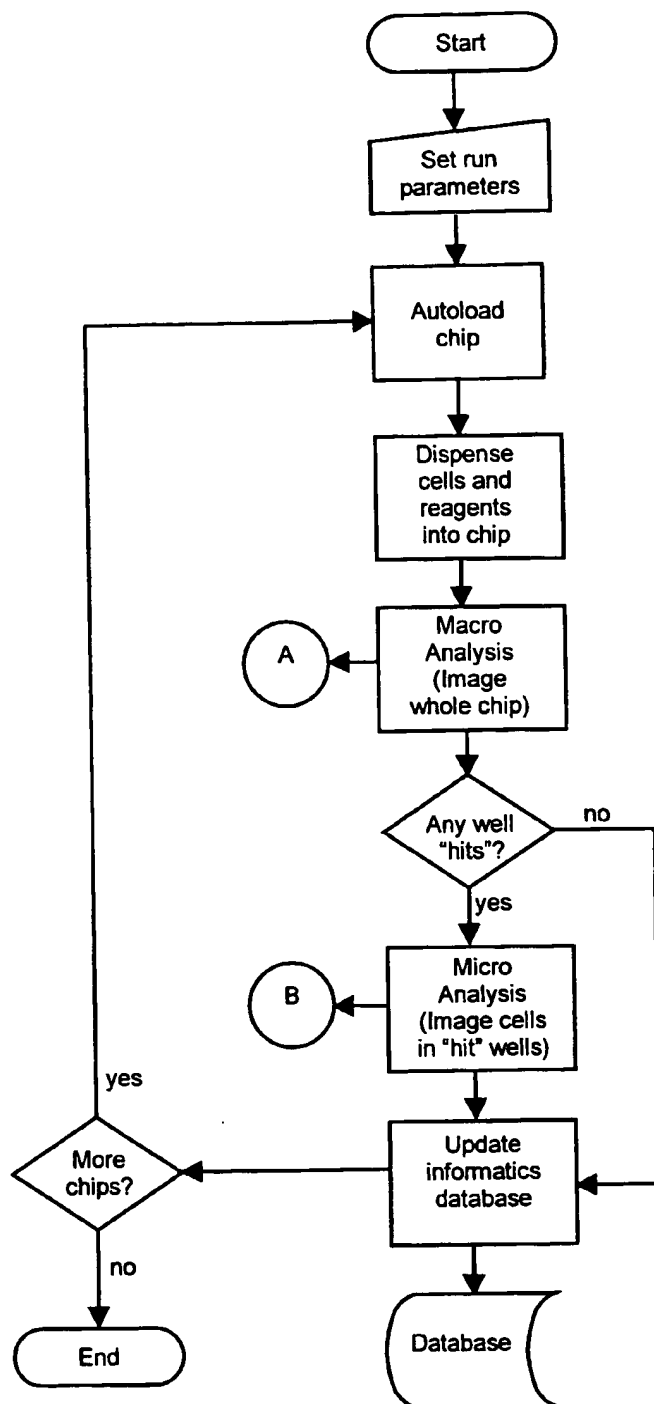 Start
Set run
parameters
Autoload
chip
Dispense
cells and
reagents
into chip
Macro
Analysis
(Image
whole chip)
A
Any well
"hits"?
no
yes
Micro
Analysis
(Image cells
in "hit" wells)
B
yes
More
chips?
Update
informatics
database
no
End
Database